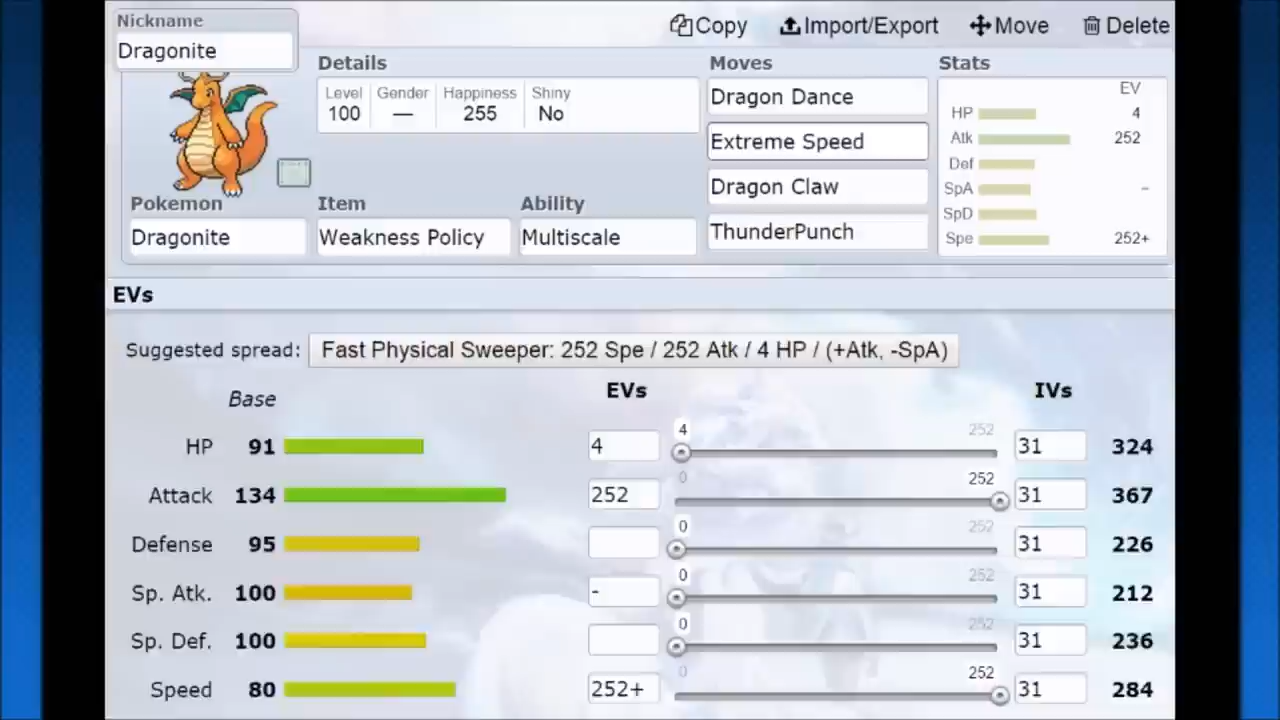 Nickname
Dragonite
Copy Import/Export Move Delete
Details
Level Gender Happiness Shiny
100 — 255 No
Moves
Dragon Dance
Extreme Speed
Dragon Claw
ThunderPunch
Stats
EV
HP 4
Atk 252
Def
SpA –
SpD
Spe 252+
Pokemon Item Ability
Dragonite Weakness Policy Multiscale
EVs
Suggested spread: Fast Physical Sweeper: 252 Spe / 252 Atk / 4 HP / (+Atk, -SpA)
Base EVs IVs
HP 91 4 4 252 31 324
Attack 134 252 0 252 31 367
Defense 95 0 252 31 226
Sp. Atk. 100 - 0 252 31 212
Sp. Def. 100 0 252 31 236
Speed 80 252+ 0 252 31 284